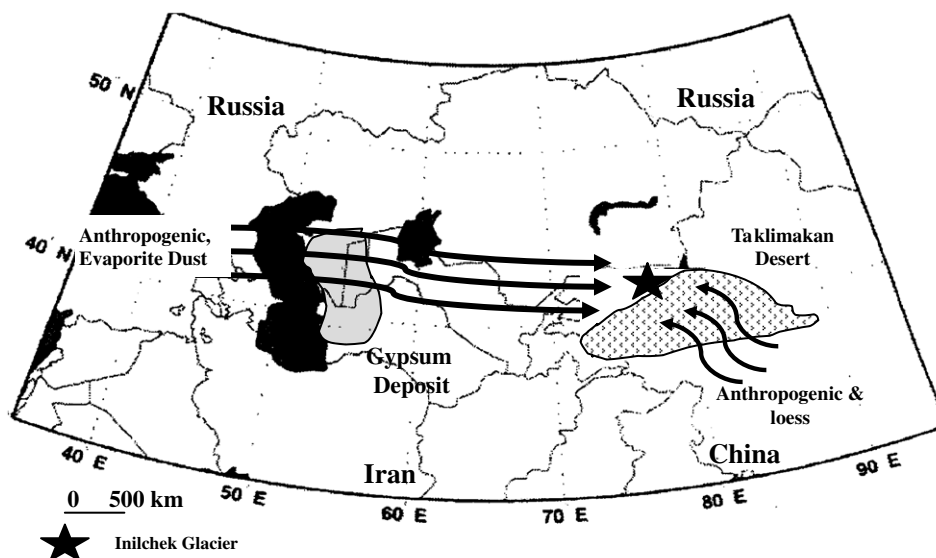 50 N
Russia
Russia
40 N
Anthropogenic,
Evaporite Dust
Taklimakan
Desert
Gypsum
Deposit
Anthropogenic &
loess
China
Iran
40 E
50 E
60 E
70 E
80 E
90 E
0 500 km
Inilchek Glacier